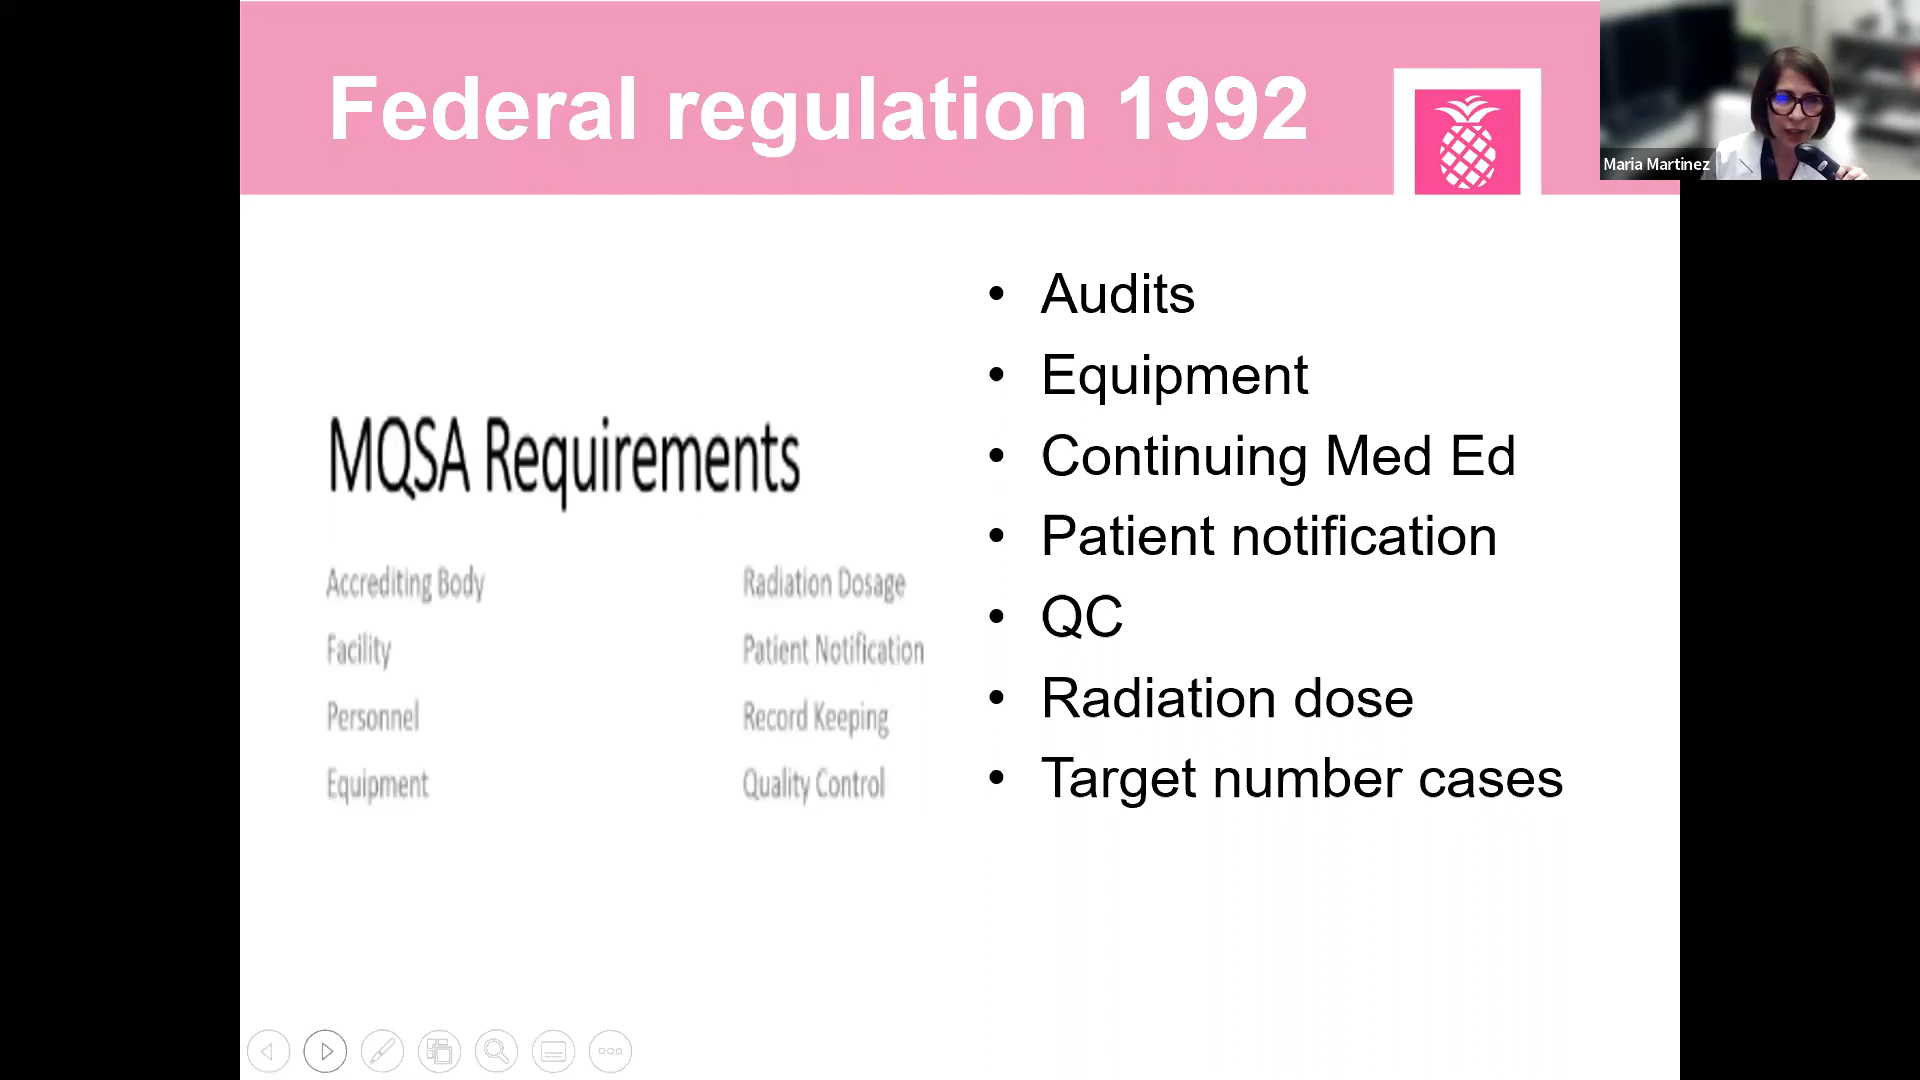 Federal regulation 1992
Maria Martinez
MQSA Requirements
Accrediting Body
Facility
Personnel
Equipment
Radiation Dosage
Patient Notification
Record Keeping
Quality Control
• Audits
• Equipment
• Continuing Med Ed
• Patient notification
• QC
• Radiation dose
• Target number cases